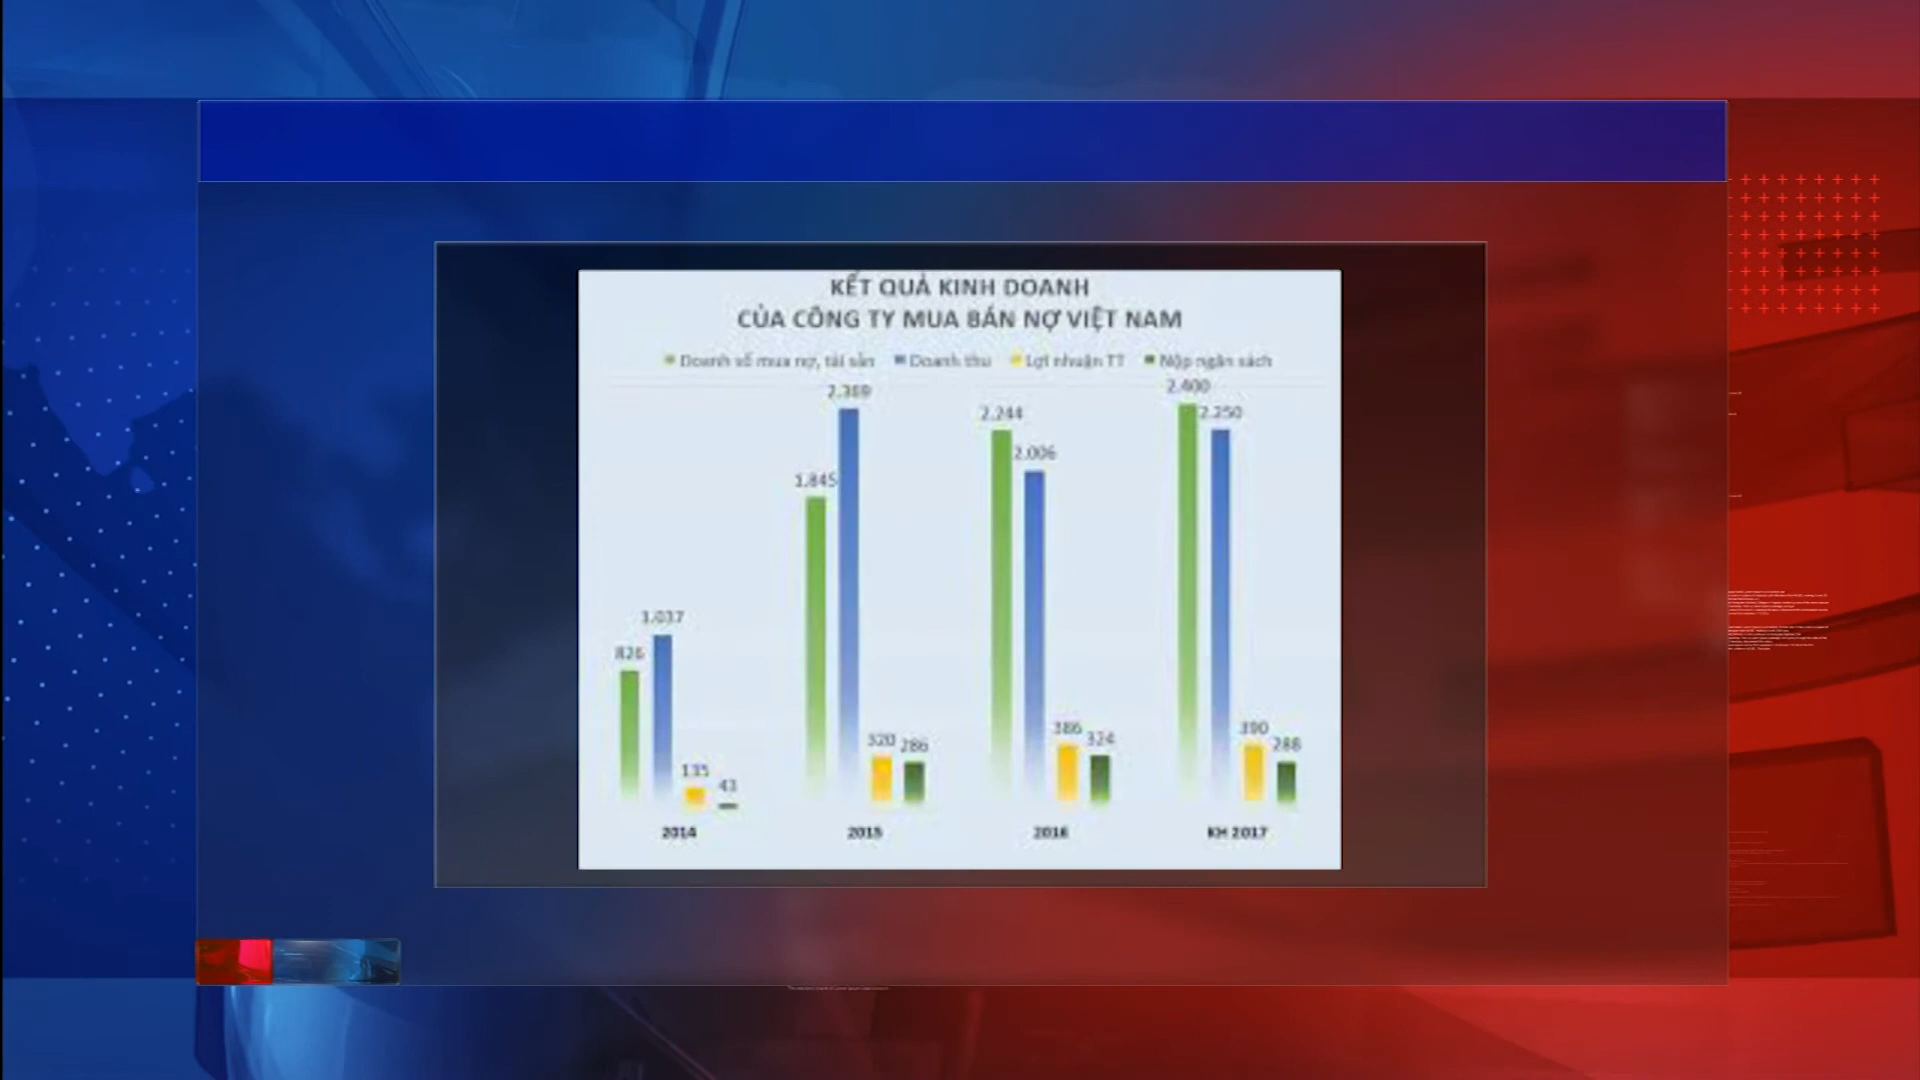 KẾT QUẢ KINH DOANH
CỦA CÔNG TY MUA BÁN NỢ VIỆT NAM
Doanh số mua nợ, tài sản Doanh thu Lợi nhuận TT Nộp ngân sách
826 1.037 135 43
1.845 2.369 320 286
2.244 2.006 386 324
2.400 2.250 390 288
2014 2015 2016 KH 2017